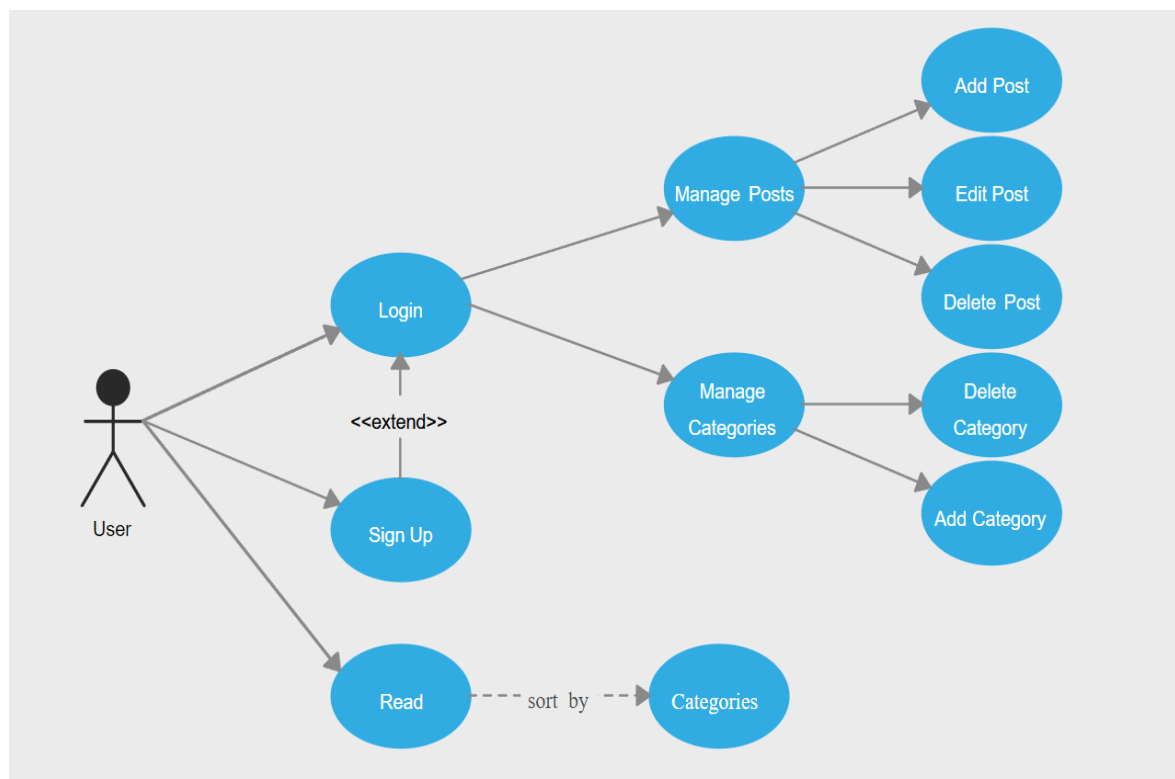 Add Post
Manage Posts
Edit Post
Login
Delete Post
Manage
Categories
Delete
Category
<<extend>>
Add Category
User
Sign Up
Read
sort by
Categories